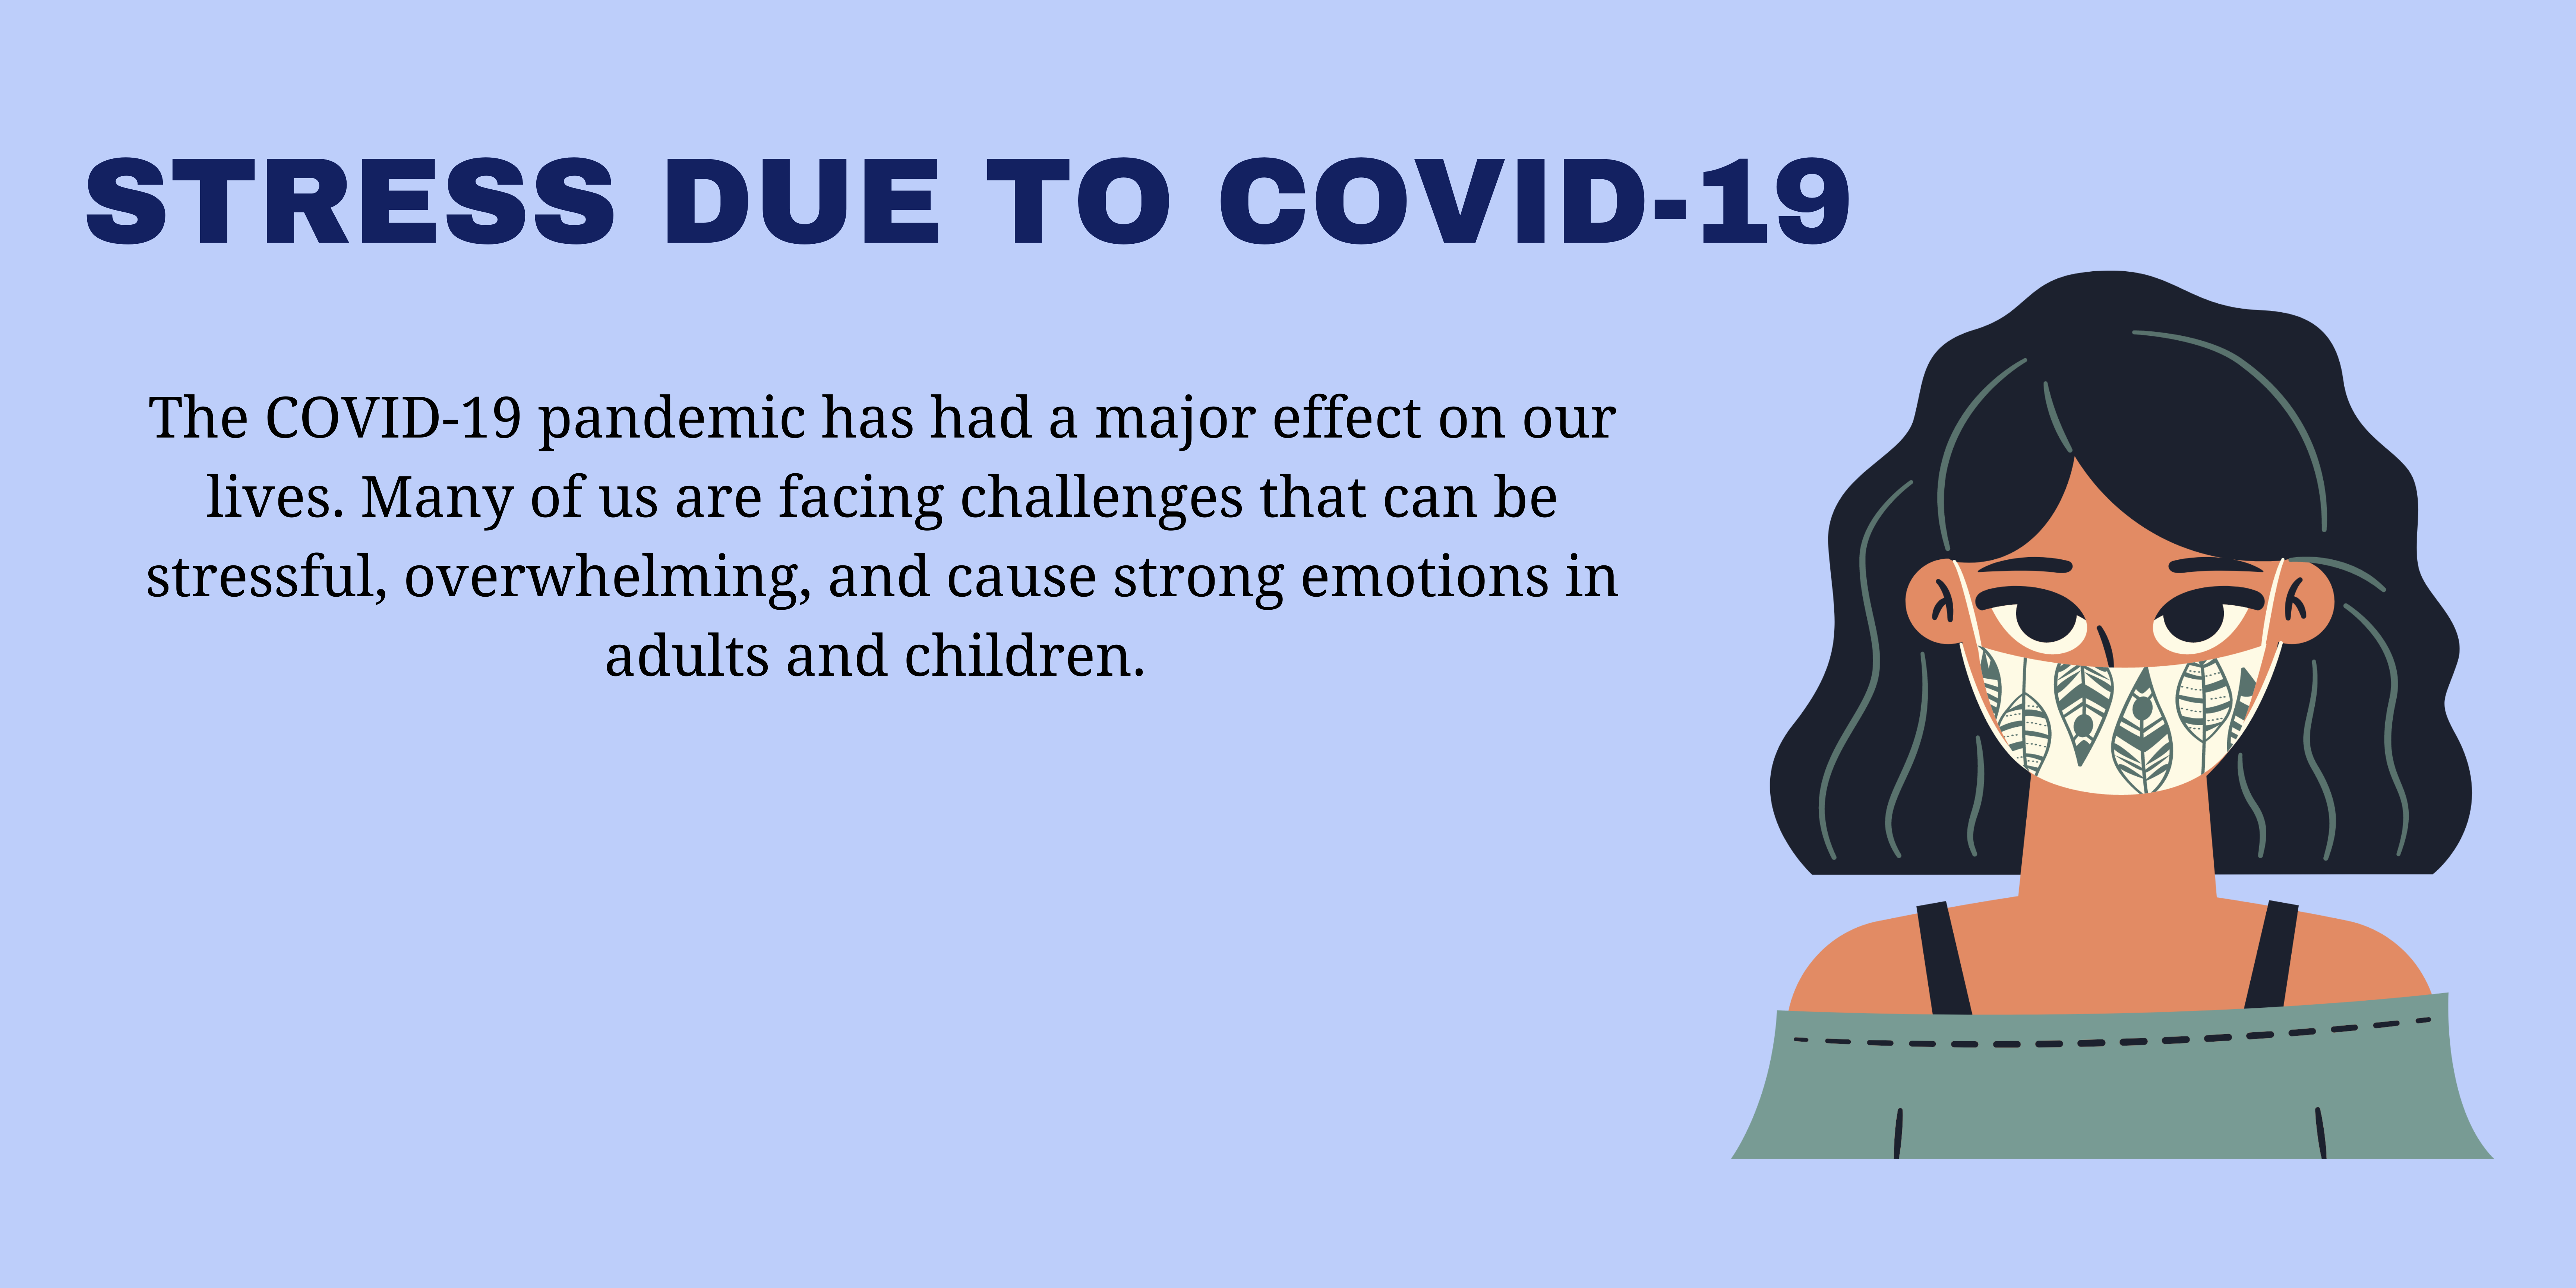 STRESS DUE TO COVID-19
The COVID-19 pandemic has had a major effect on our
lives. Many of us are facing challenges that can be
stressful, overwhelming, and cause strong emotions in
adults and children.